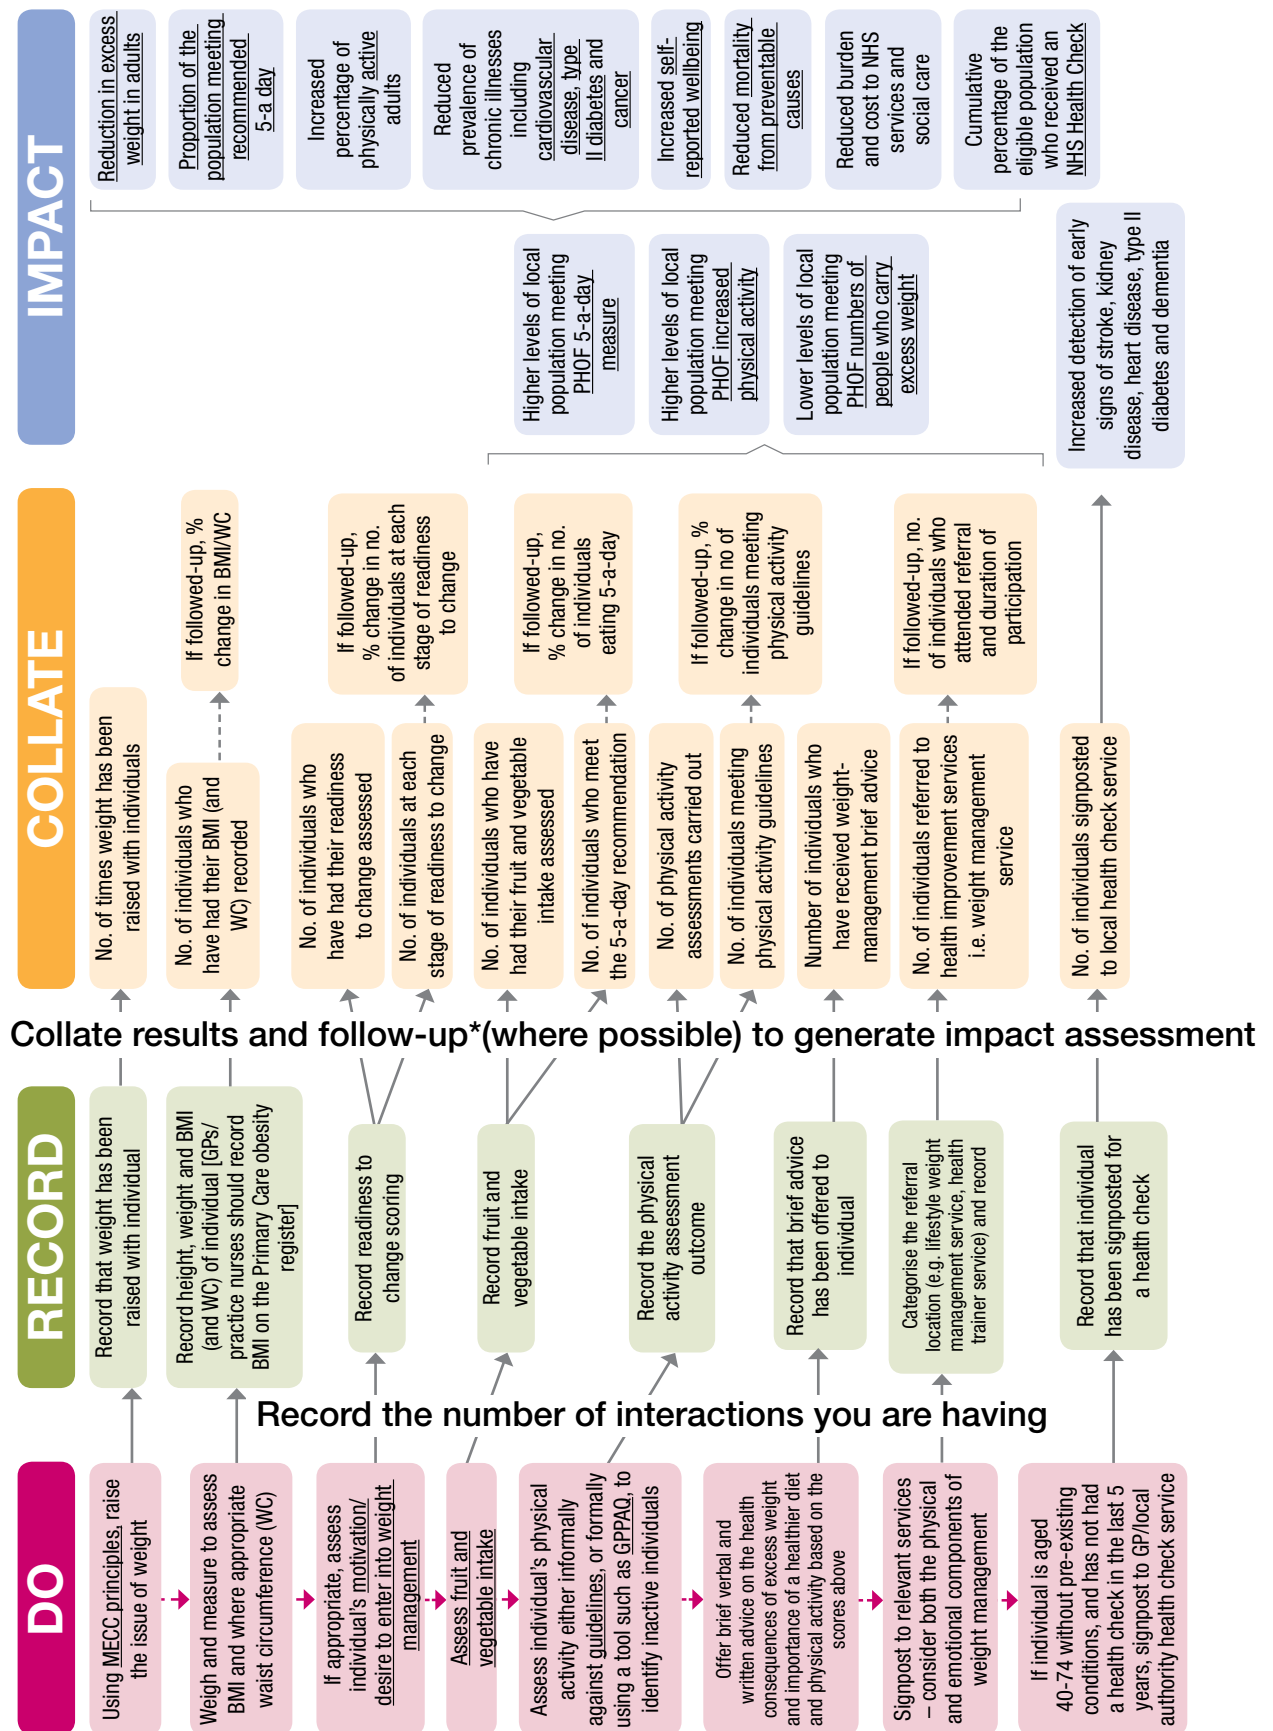 DO
Using MECC principles, raise
the issue of weight
Weigh and measure to assess
BMI and where appropriate
waist circumference (WC)
If appropriate, assess
individual's motivation/
desire to enter into weight
management
Assess fruit and
vegetable intake
Assess individual's physical
activity either informally
against guidelines, or formally
using a tool such as GPPAQ, to
identify inactive individuals
Offer brief verbal and
written advice on the health
consequences of excess weight
and importance of a healthier diet
and physical activity based on the
scores above
Signpost to relevant services
– consider both the physical
and emotional components of
weight management
If individual is aged
40-74 without pre-existing
conditions, and has not had
a health check in the last 5
years, signpost to GP/local
authority health check service
Record the number of interactions you are having
RECORD
Record that weight has been
raised with individual
Record height, weight and BMI
(and WC) of individual [GPs/
practice nurses should record
BMI on the Primary Care obesity
register]
Record readiness to
change scoring
Record fruit and
vegetable intake
Record the physical
activity assessment
outcome
Record that brief advice
has been offered to
individual
Categorise the referral
location (e.g. lifestyle weight
management service, health
trainer service) and record
Record that individual
has been signposted for
a health check
Collate results and follow-up*(where possible) to generate impact assessment
COLLATE
No. of times weight has been
raised with individuals
No. of individuals who
have had their BMI (and
WC) recorded
If followed-up, %
change in BMI/WC
No. of individuals who
have had their readiness
to change assessed
No. of individuals at each
stage of readiness to change
If followed-up,
% change in no.
of individuals at each
stage of readiness
to change
No. of individuals who have
had their fruit and vegetable
intake assessed
No. of individuals who meet
the 5-a-day recommendation
If followed-up,
% change in no.
of individuals
eating 5-a-day
No. of physical activity
assessments carried out
No. of individuals meeting
physical activity guidelines
If followed-up, %
change in no of
individuals meeting
physical activity
guidelines
Number of individuals who
have received weight-
management brief advice
No. of individuals referred to
health improvement services
i.e. weight management
service
If followed-up, no.
of individuals who
attended referral
and duration of
participation
No. of individuals signposted
to local health check service
IMPACT
Higher levels of local
population meeting
PHOF 5-a-day
measure
Higher levels of local
population meeting
PHOF increased
physical activity
Lower levels of local
population meeting
PHOF numbers of
people who carry
excess weight
Increased detection of early
signs of stroke, kidney
disease, heart disease, type II
diabetes and dementia
Reduction in excess
weight in adults
Proportion of the
population meeting
recommended
5-a day
Increased
percentage of
physically active
adults
Reduced
prevalence of
chronic illnesses
including
cardiovascular
disease, type
II diabetes and
cancer
Increased self-
reported wellbeing
Reduced mortality
from preventable
causes
Reduced burden
and cost to NHS
services and
social care
Cumulative
percentage of the
eligible population
who received an
NHS Health Check